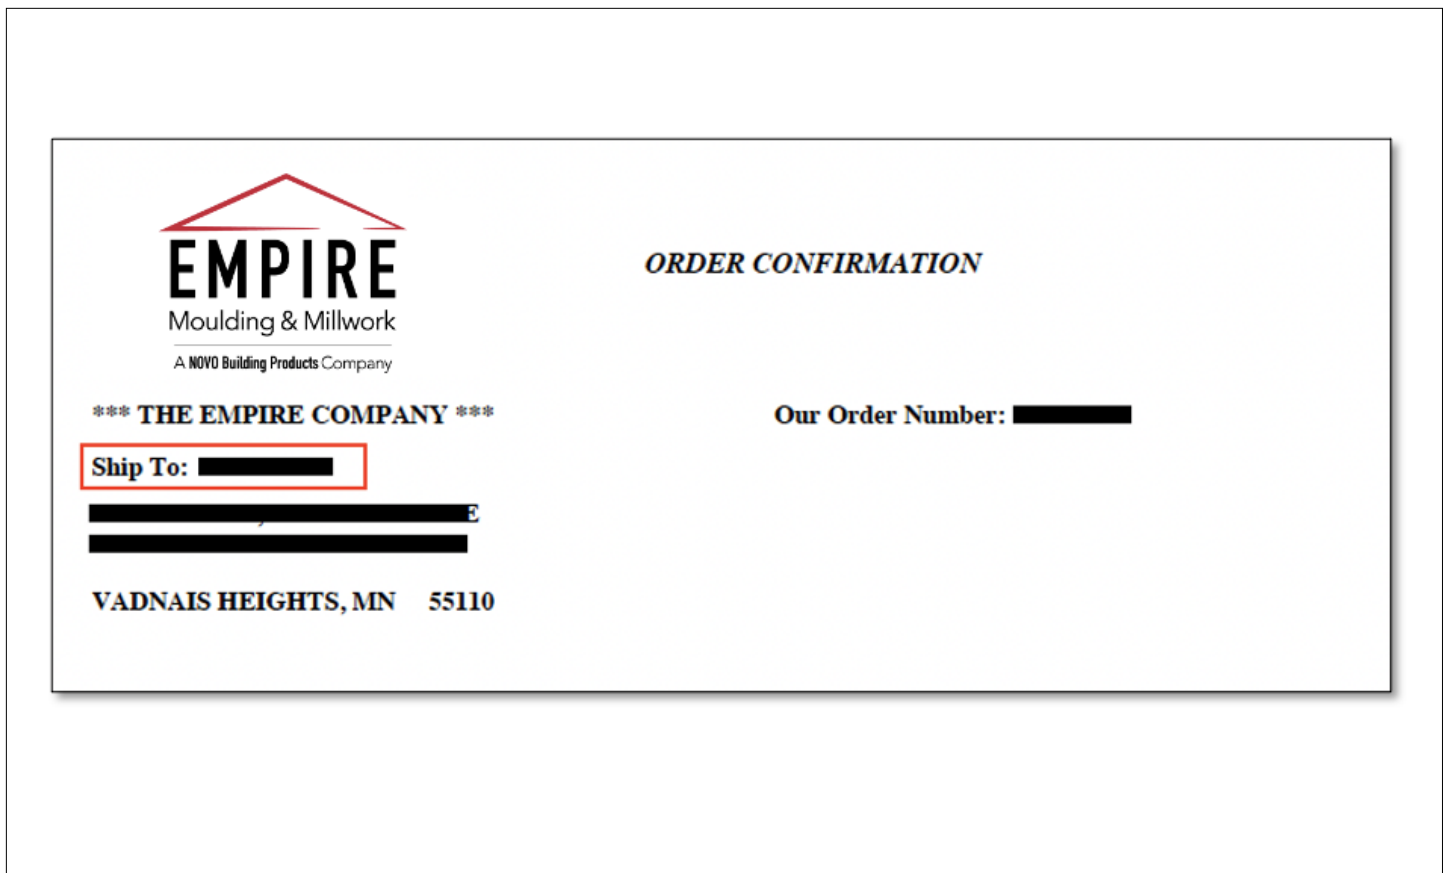 EMPIRE
Moulding & Millwork
A NOVO Building Products Company
ORDER CONFIRMATION
*** THE EMPIRE COMPANY ***
Our Order Number:
Ship To:
VADNAIS HEIGHTS, MN 55110